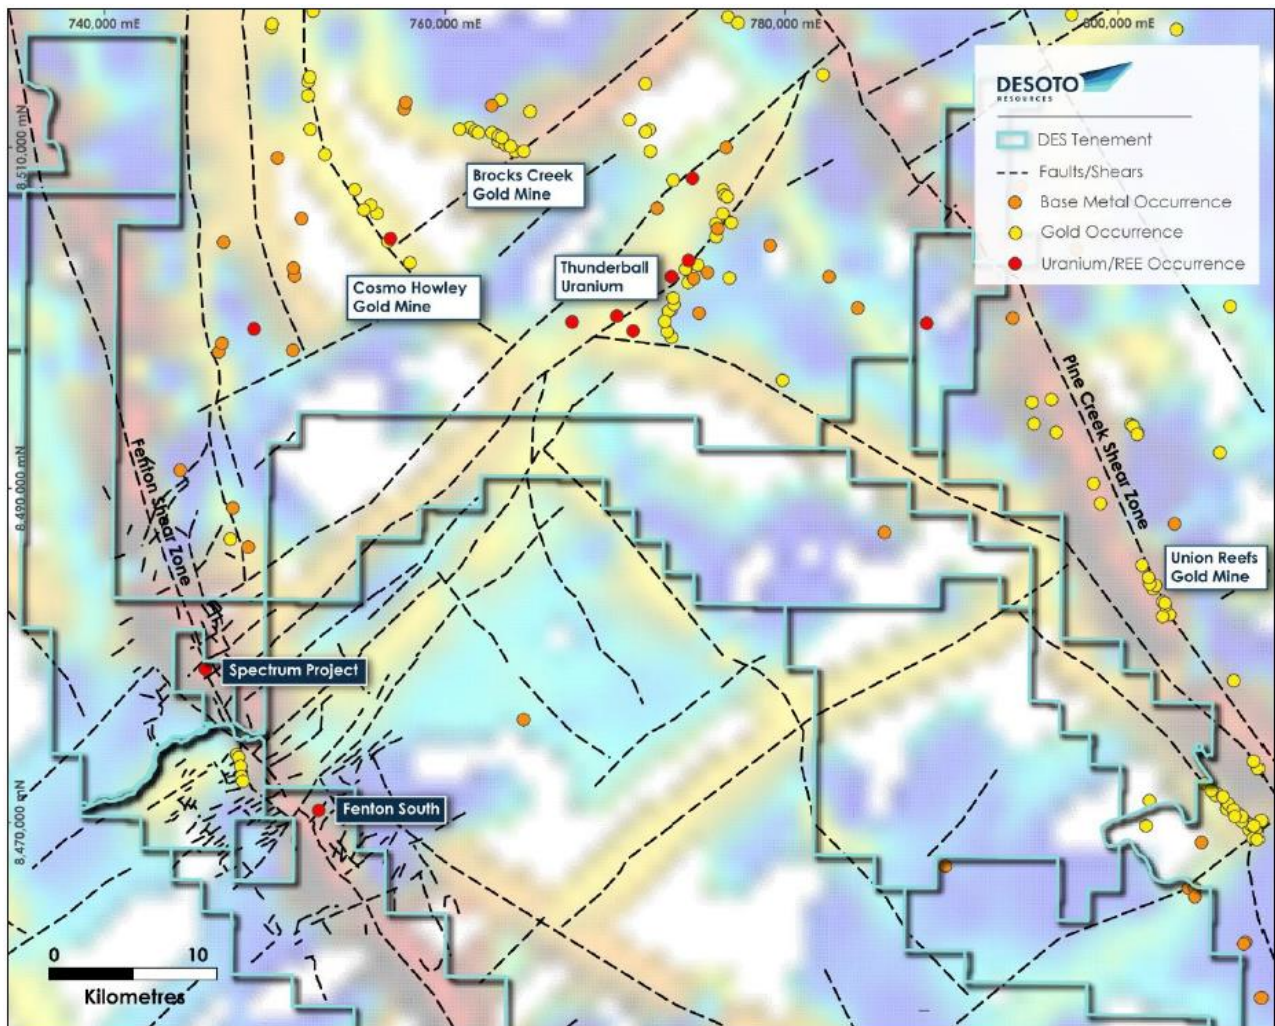 740,000 mE
760,000 mE
780,000 mE
800,000 mE
DESOTO
RESOURCES
DES Tenement
Faults/Shears
Base Metal Occurrence
Gold Occurrence
Uranium/REE Occurrence
8,510,000 mN
Brocks Creek
Gold Mine
Thunderball
Uranium
Cosmo Howley
Gold Mine
Pine Creek Shear Zone
Fenton Shear Zone
8,490,000 mN
Union Reefs
Gold Mine
Spectrum Project
Fenton South
8,470,000 mN
0
10
Kilometres